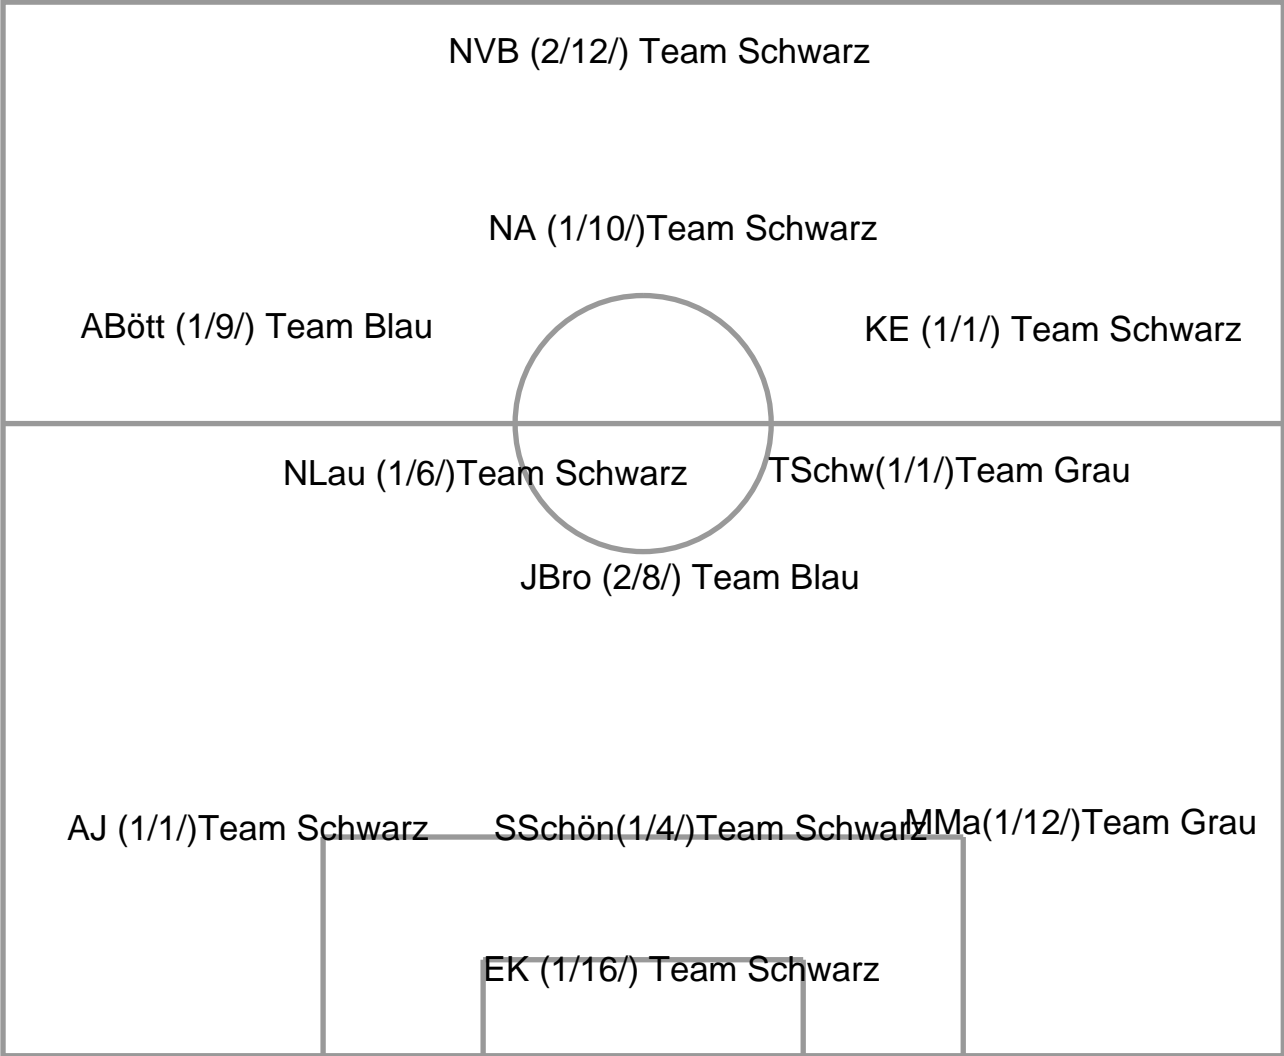 NVB (2/12/) Team Schwarz
NA (1/10/)Team Schwarz
ABött (1/9/) Team Blau
KE (1/1/) Team Schwarz
NLau (1/6/)Team Schwarz
TSchw(1/1/)Team Grau
JBro (2/8/) Team Blau
AJ (1/1/)Team Schwarz
SSchön(1/4/)Team Schwarz
MMa(1/12/)Team Grau
EK (1/16/) Team Schwarz